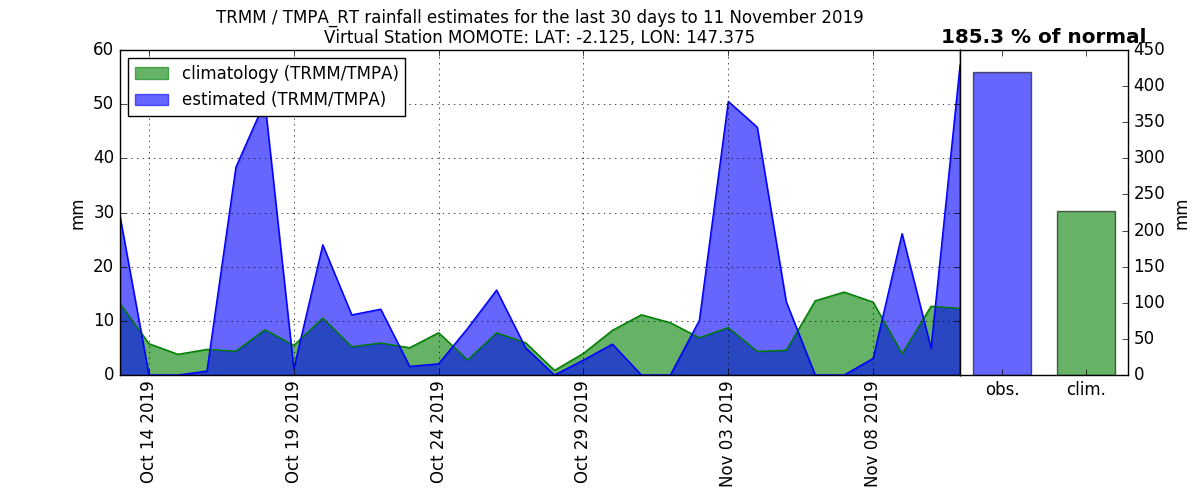 TRMM / TMPA_RT rainfall estimates for the last 30 days to 11 November 2019
Virtual Station MOMOTE: LAT: -2.125, LON: 147.375
185.3 % of normal
climatology (TRMM/TMPA)
estimated (TRMM/TMPA)
60
50
40
30
20
10
0
mm
Oct 14 2019
Oct 19 2019
Oct 24 2019
Oct 29 2019
Nov 03 2019
Nov 08 2019
obs.
clim.
450
400
350
300
250
200
150
100
50
0
mm